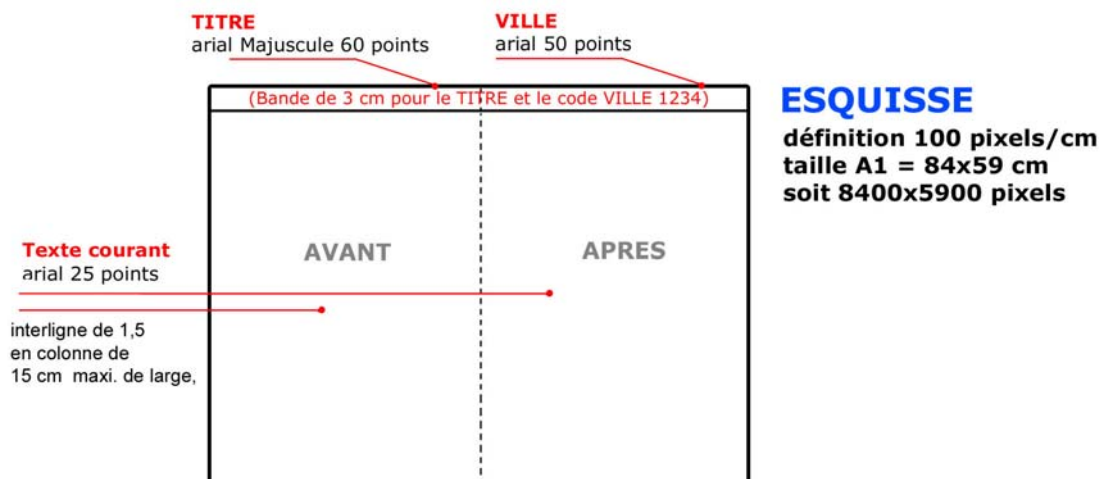 TITRE
arial Majuscule 60 points
VILLE
arial 50 points
(Bande de 3 cm pour le TITRE et le code VILLE 1234)
ESQUISSE
définition 100 pixels/cm
taille A1 = 84x59 cm
soit 8400x5900 pixels
AVANT
APRES
Texte courant
arial 25 points
interligne de 1,5
en colonne de
15 cm maxi. de large,